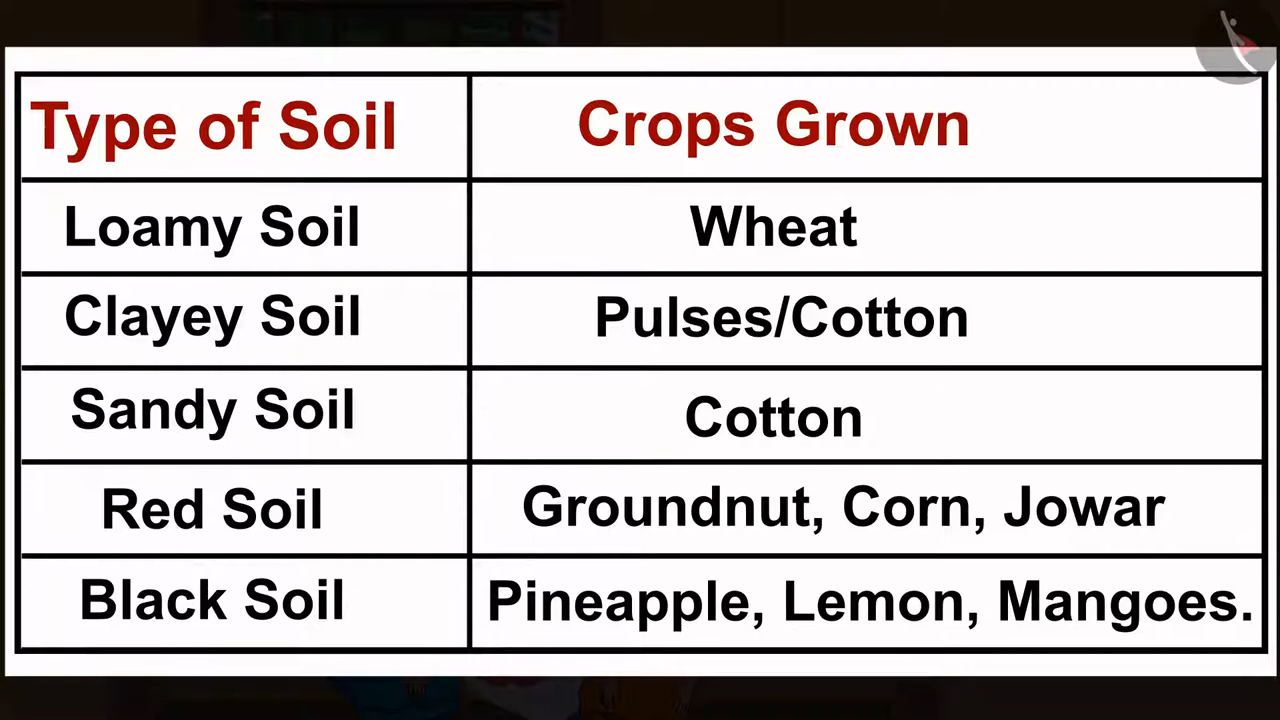 Type of Soil Crops Grown
Loamy Soil Wheat
Clayey Soil Pulses/Cotton
Sandy Soil Cotton
Red Soil Groundnut, Corn, Jowar
Black Soil Pineapple, Lemon, Mangoes.